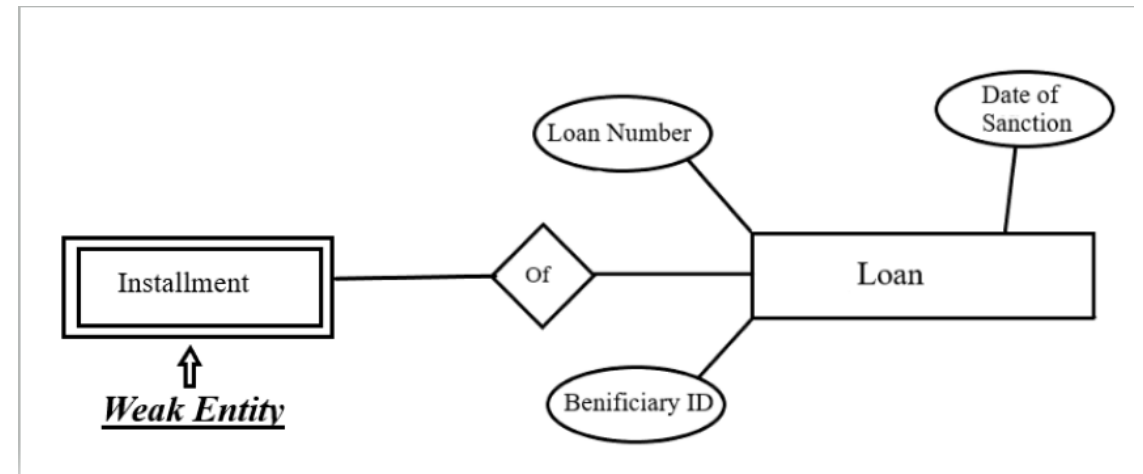 Date of
Sanction
Loan Number
Installment
Of
Loan
Weak Entity
Benificiary ID